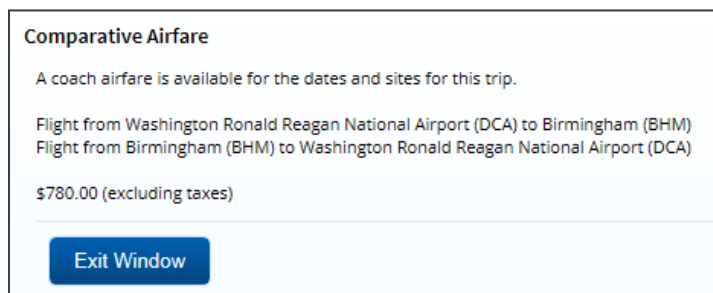 Comparative Airfare
A coach airfare is available for the dates and sites for this trip.
Flight from Washington Ronald Reagan National Airport (DCA) to Birmingham (BHM)
Flight from Birmingham (BHM) to Washington Ronald Reagan National Airport (DCA)
$780.00 (excluding taxes)
Exit Window